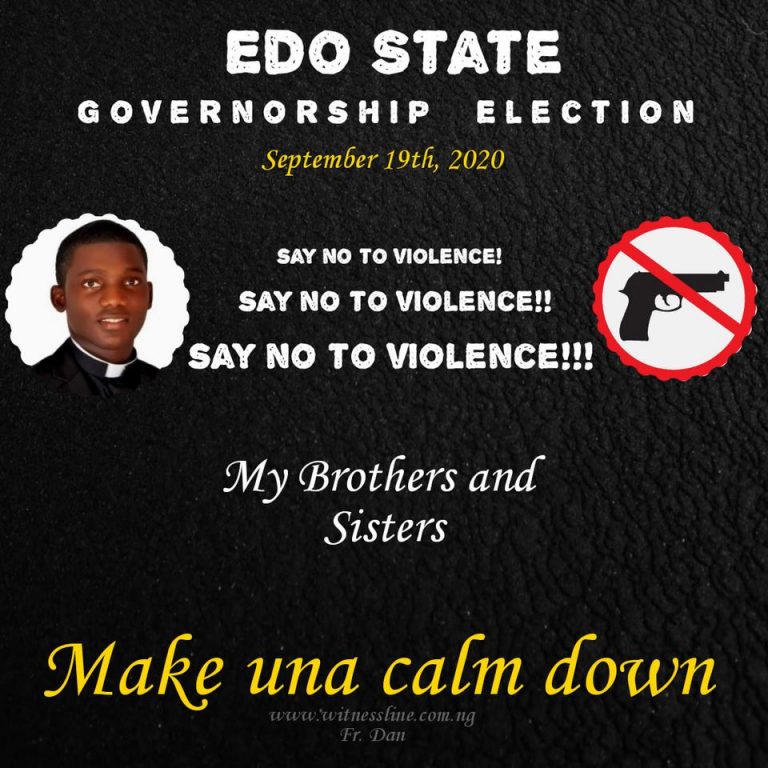 EDO STATE
GOVERNORSHIP ELECTION
September 19th, 2020
SAY NO TO VIOLENCE!
SAY NO TO VIOLENCE!!
SAY NO TO VIOLENCE!!!
My Brothers and
Sisters
Make una calm down
www.witnessline.com.ng
Fr. Dan